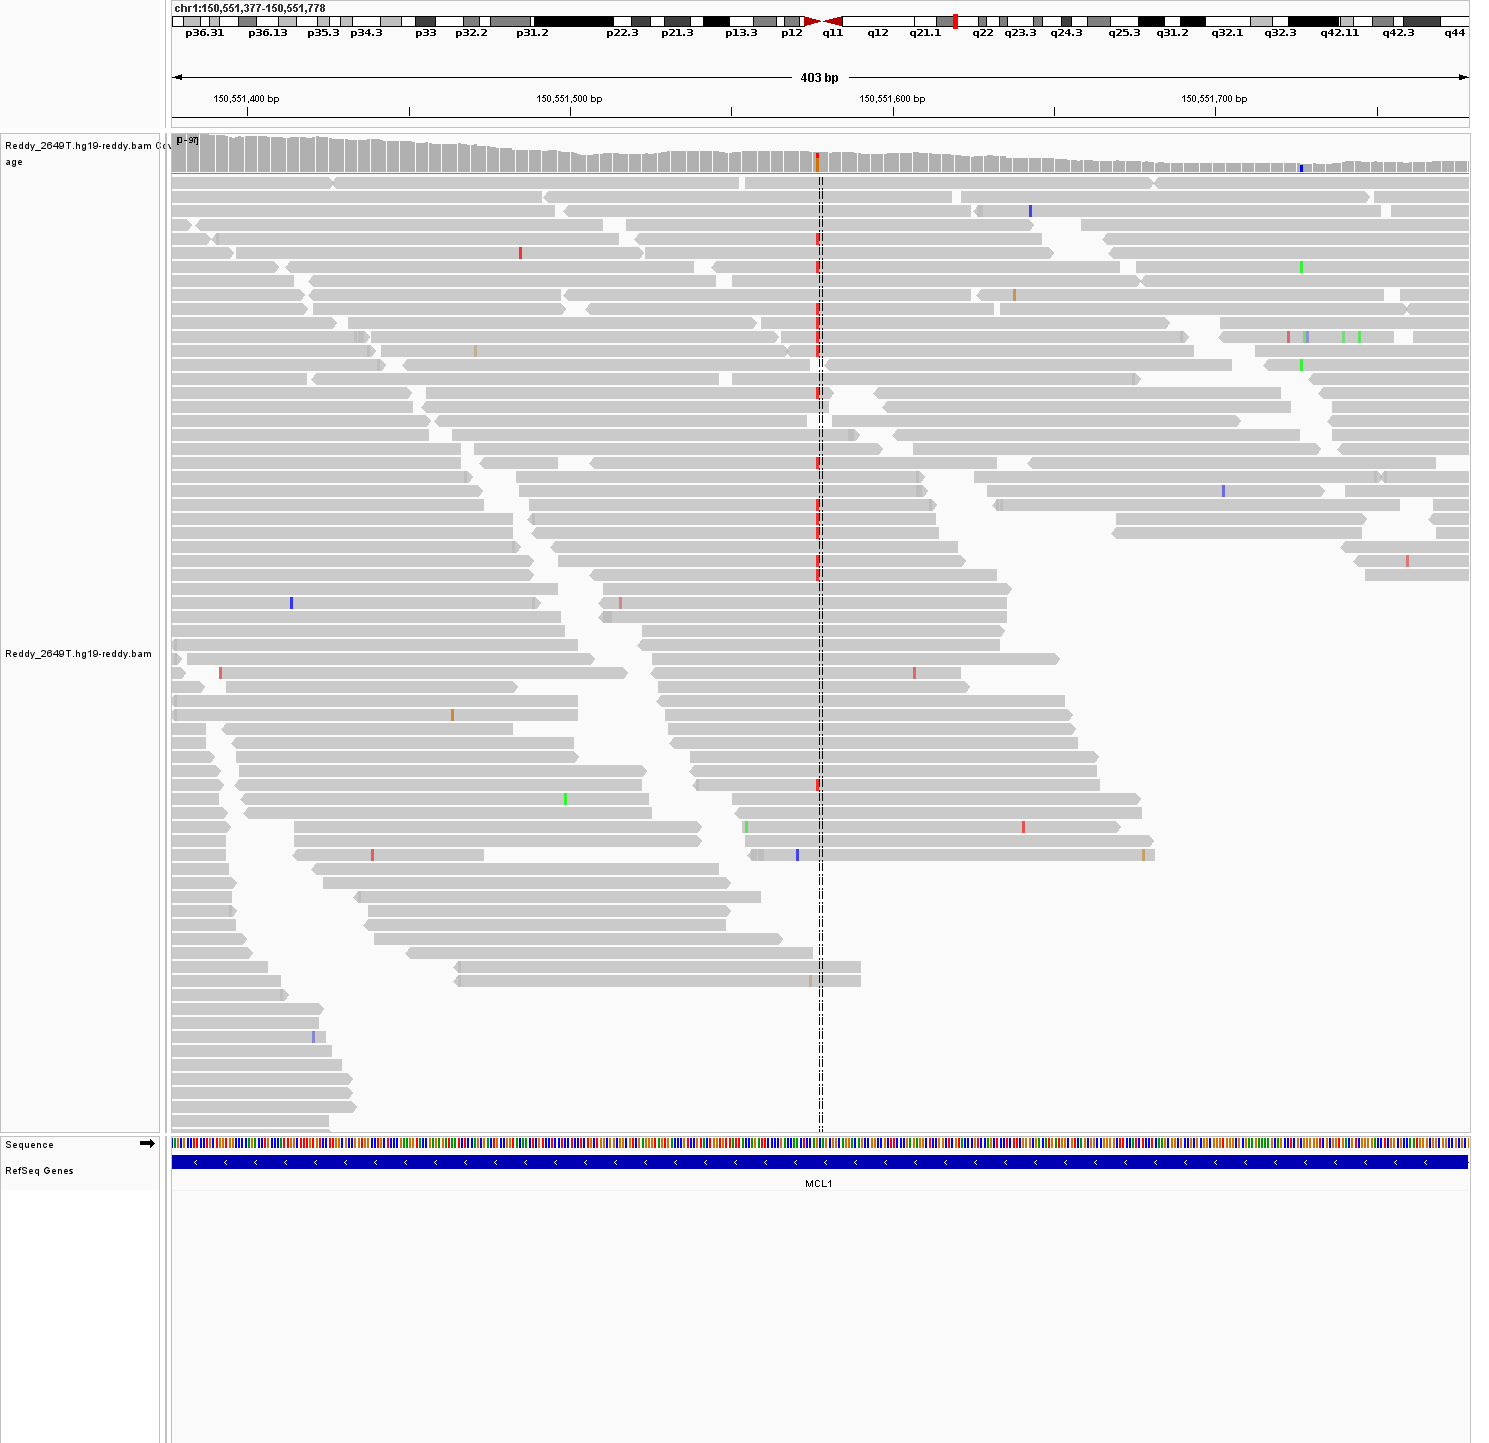 chr1:150,551,377-150,551,778
p36.31 p36.13 p35.3 p34.3 p33 p32.2 p31.2 p22.3 p21.3 p13.3 p12 q11 q12 q21.1 q22 q23.3 q24.3 q25.3 q31.2 q32.1 q32.3 q42.11 q42.3 q44
403 bp
150,551,400 bp 150,551,500 bp 150,551,600 bp 150,551,700 bp
Reddy_2649T.hg19-reddy.bam Cov
age
[0 - 97]
Reddy_2649T.hg19-reddy.bam
Sequence
RefSeq Genes
MCL1